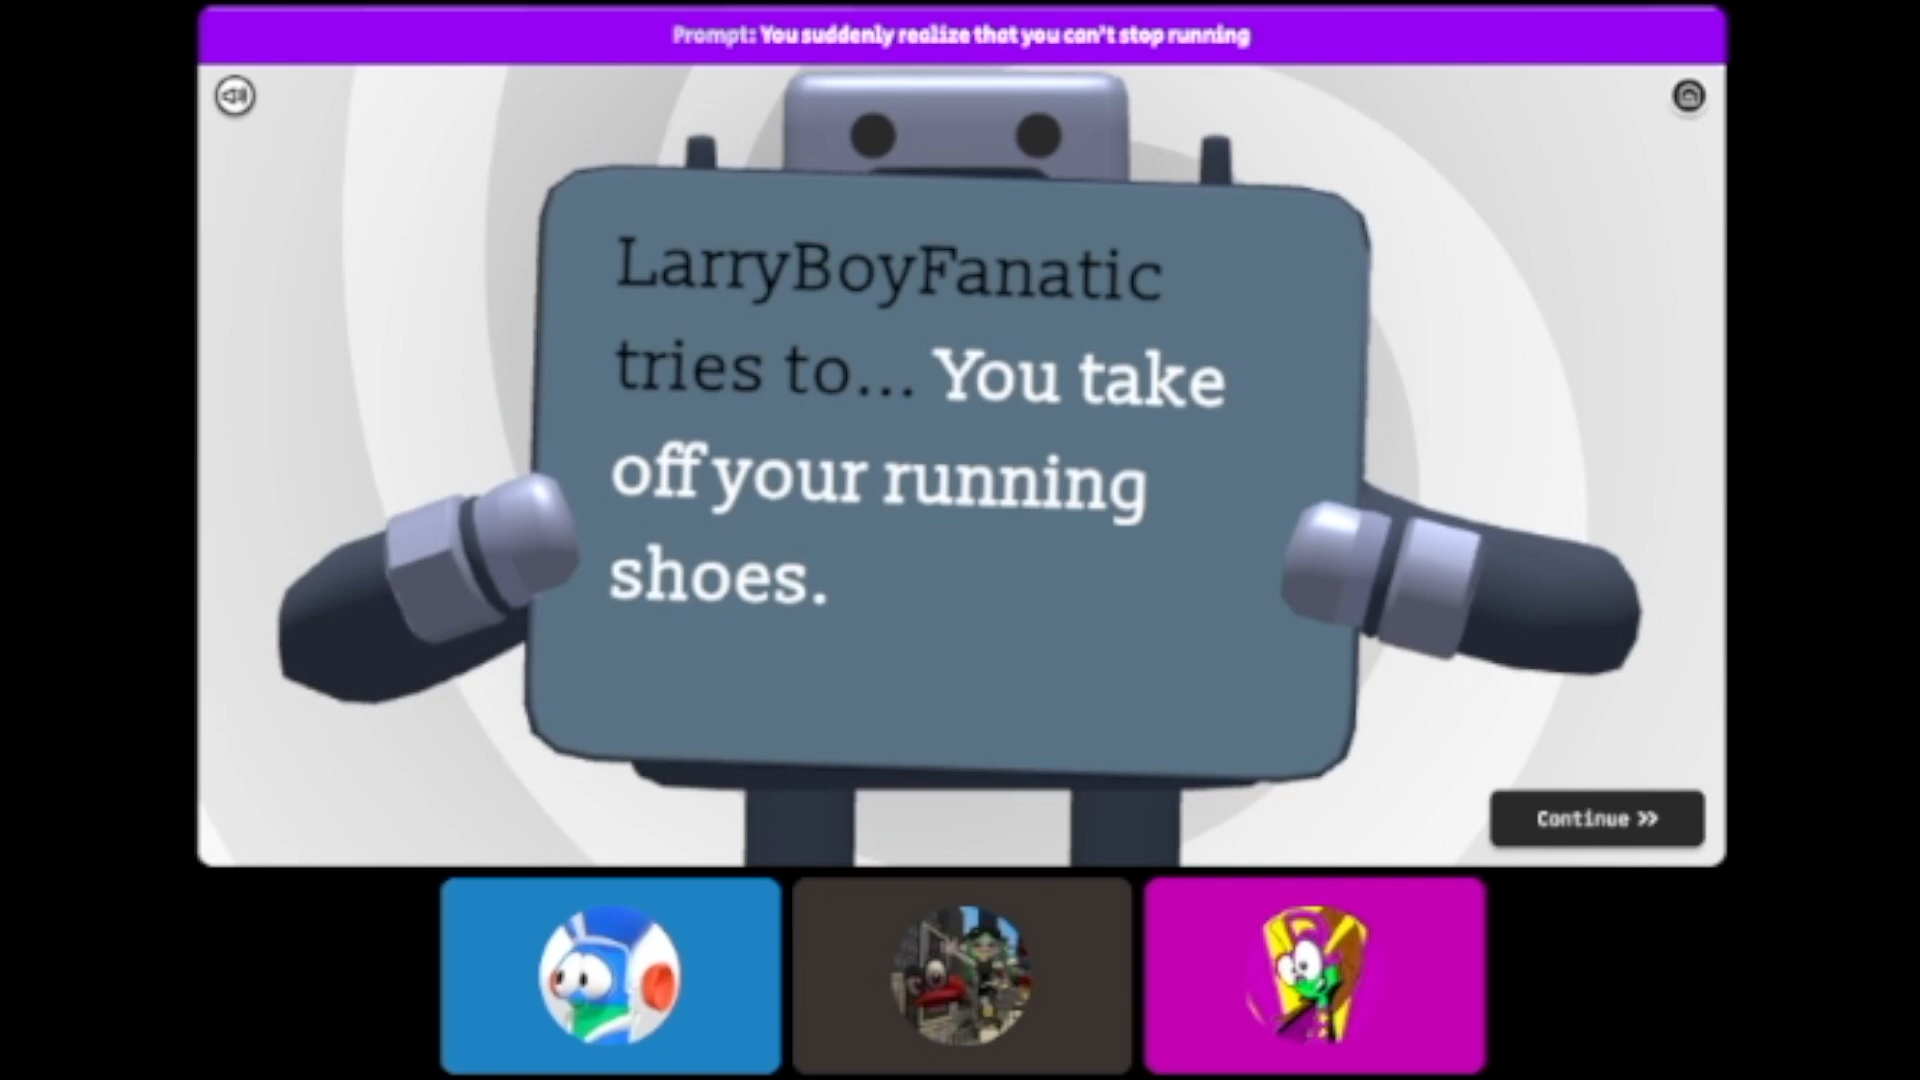 Prompt: You suddenly realize that you can't stop running
LarryBoyFanatic
tries to... You take
off your running
shoes.
Continue »